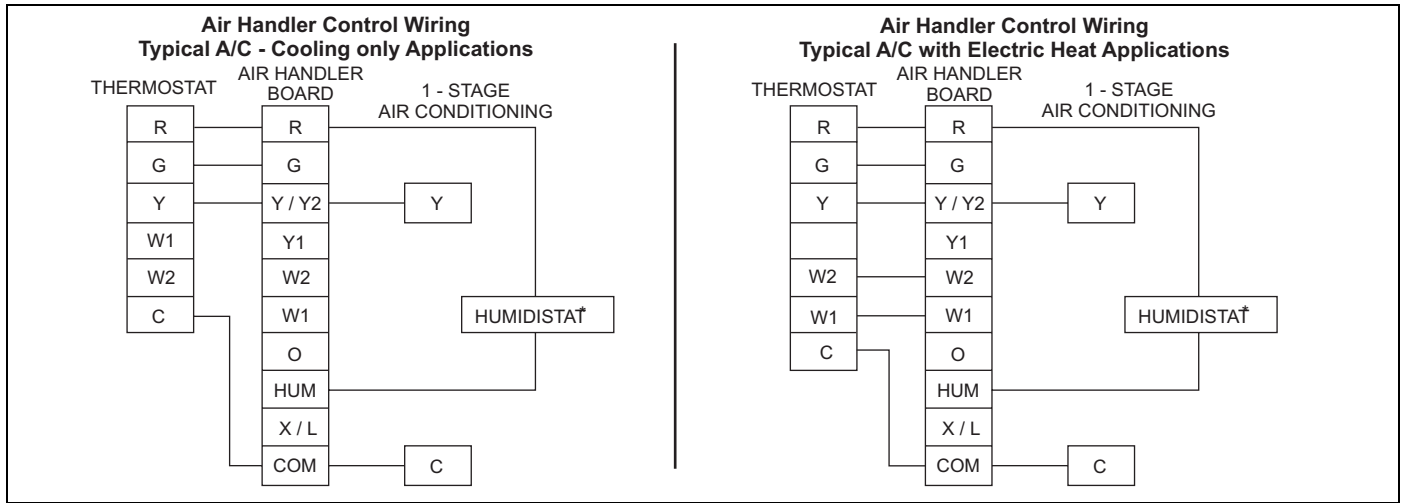 Air Handler Control Wiring
Typical A/C - Cooling only Applications
THERMOSTAT
AIR HANDLER
BOARD
1 - STAGE
AIR CONDITIONING
R
R
G
G
Y
Y / Y2
Y
W1
Y1
W2
W2
C
W1
HUMIDISTAT*
O
HUM
X / L
COM
C
Air Handler Control Wiring
Typical A/C with Electric Heat Applications
THERMOSTAT
AIR HANDLER
BOARD
1 - STAGE
AIR CONDITIONING
R
R
G
G
Y
Y / Y2
Y
Y1
W2
W2
W1
W1
HUMIDISTAT*
C
O
HUM
X / L
COM
C